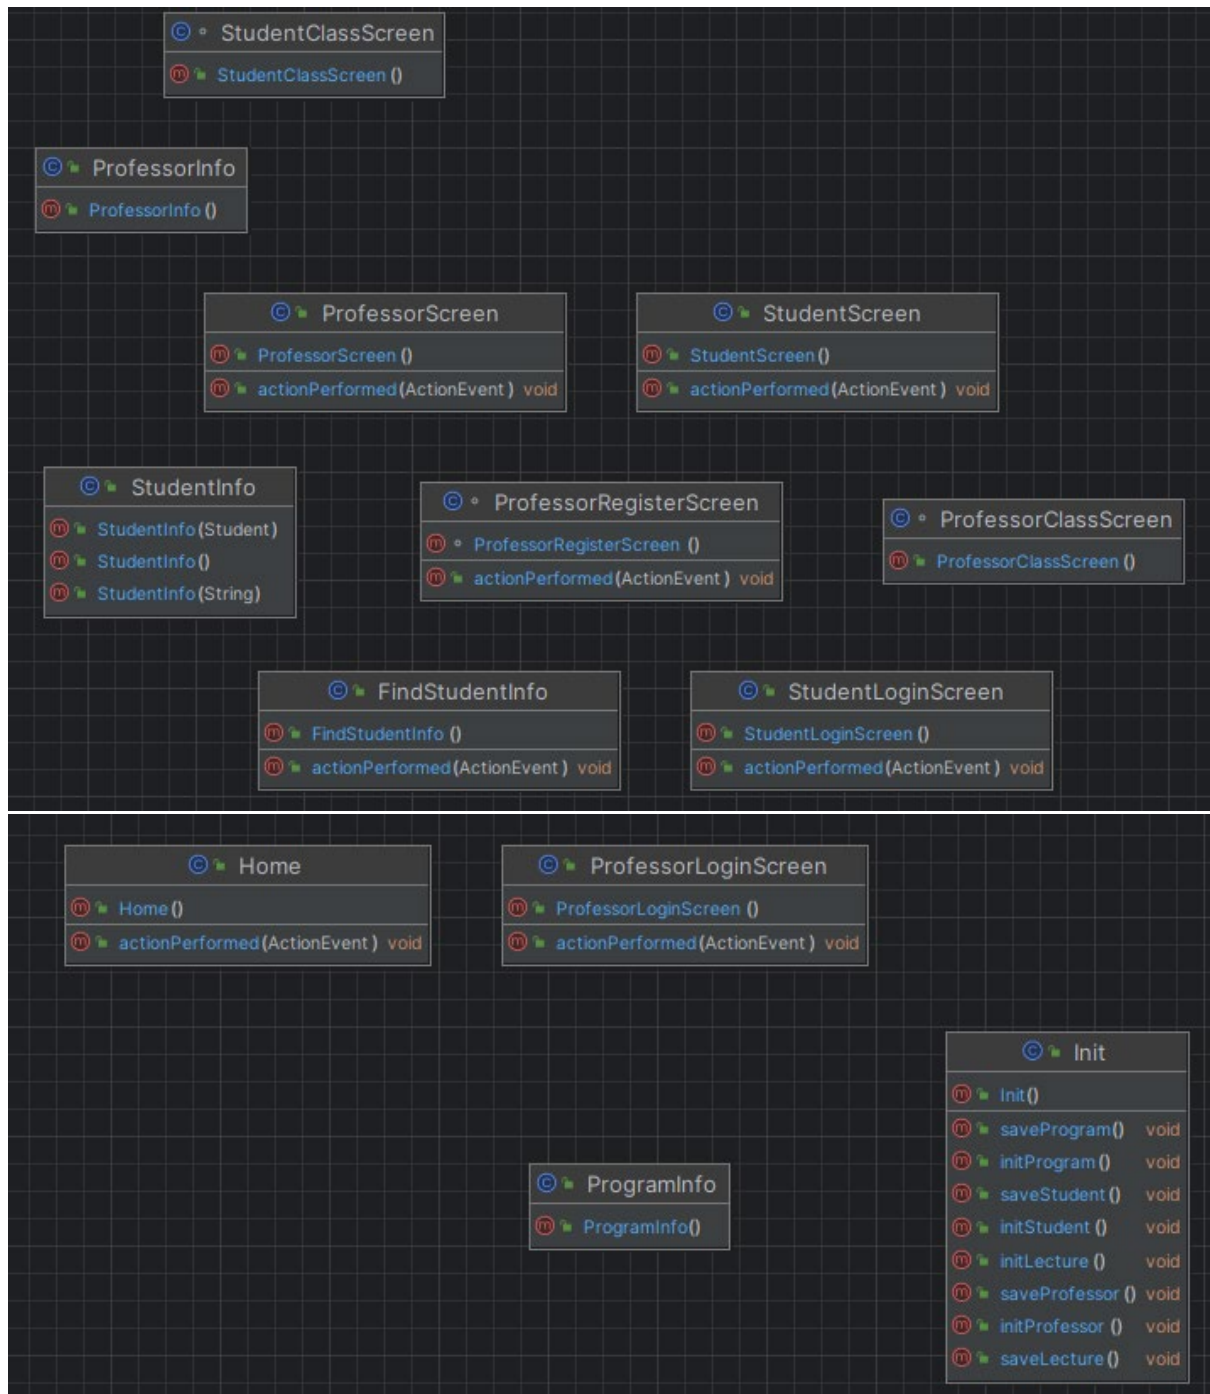 StudentClassScreen
StudentClassScreen()
ProfessorInfo
ProfessorInfo()
ProfessorScreen
ProfessorScreen()
actionPerformed(ActionEvent) void
StudentScreen
StudentScreen()
actionPerformed(ActionEvent) void
StudentInfo
StudentInfo(Student)
StudentInfo()
StudentInfo(String)
ProfessorRegisterScreen
ProfessorRegisterScreen()
actionPerformed(ActionEvent) void
ProfessorClassScreen
ProfessorClassScreen()
FindStudentInfo
FindStudentInfo()
actionPerformed(ActionEvent) void
StudentLoginScreen
StudentLoginScreen()
actionPerformed(ActionEvent) void
Home
Home()
actionPerformed(ActionEvent) void
ProfessorLoginScreen
ProfessorLoginScreen()
actionPerformed(ActionEvent) void
Init
Init()
saveProgram() void
initProgram() void
saveStudent() void
initStudent() void
initLecture() void
saveProfessor() void
initProfessor() void
saveLecture() void
ProgramInfo
ProgramInfo()